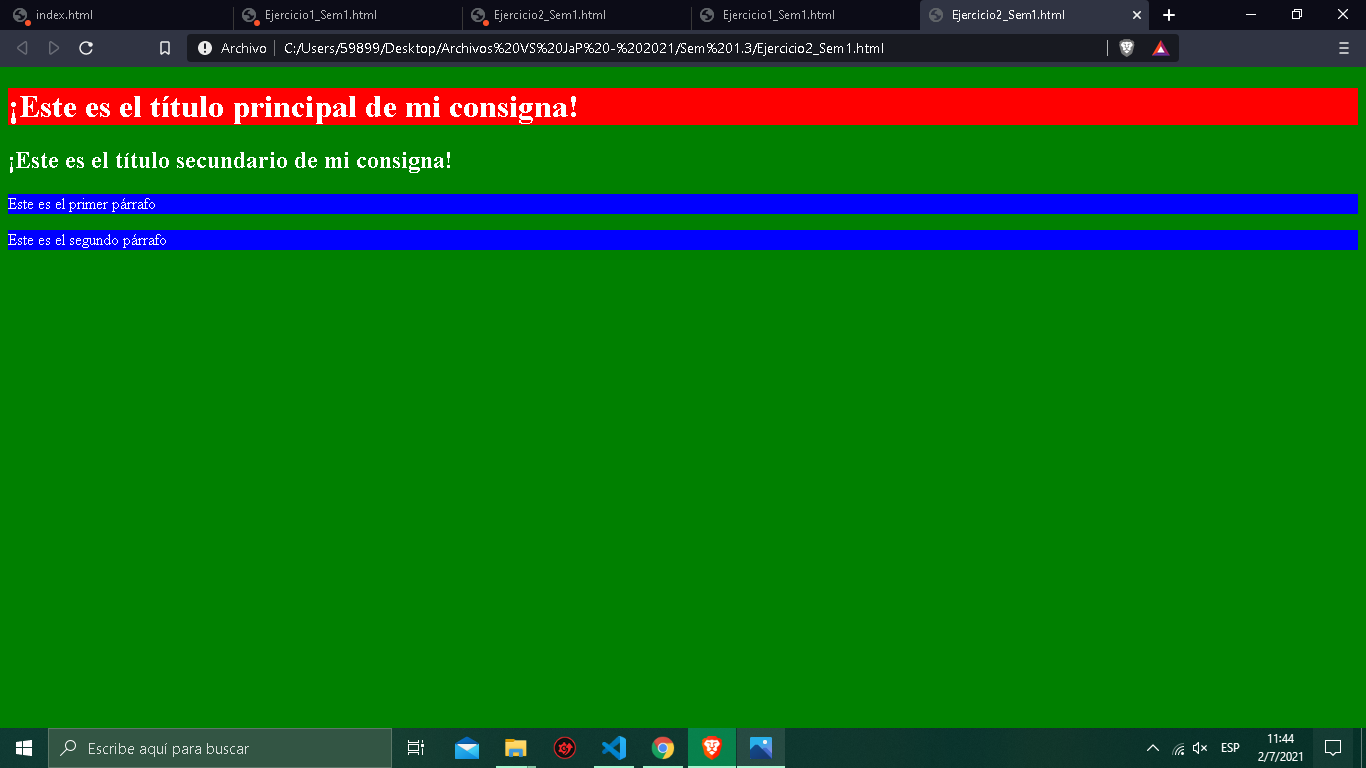 index.html
Ejercicio1_Sem1.html
Ejercicio2_Sem1.html
Ejercicio1_Sem1.html
Ejercicio2_Sem1.html
Archivo
C:/Users/59899/Desktop/Archivos%20VS%20JaP%20-%202021/Sem%201.3/Ejercicio2_Sem1.html
¡Este es el título principal de mi consigna!
¡Este es el título secundario de mi consigna!
Este es el primer párrafo
Este es el segundo párrafo
Escribe aquí para buscar
ESP
11:44
2/7/2021